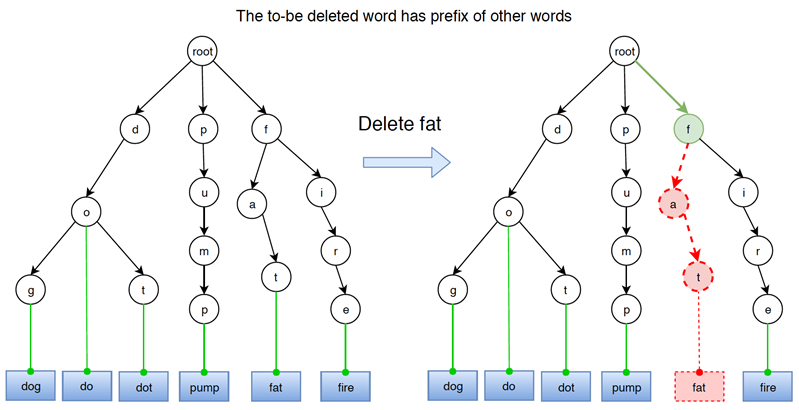 The to-be deleted word has prefix of other words
root
root
d
p
f
Delete fat
d
p
f
u
a
i
u
a
i
o
o
m
r
m
r
g
t
p
t
e
g
t
p
t
e
dog
do
dot
pump
fat
fire
dog
do
dot
pump
fat
fire